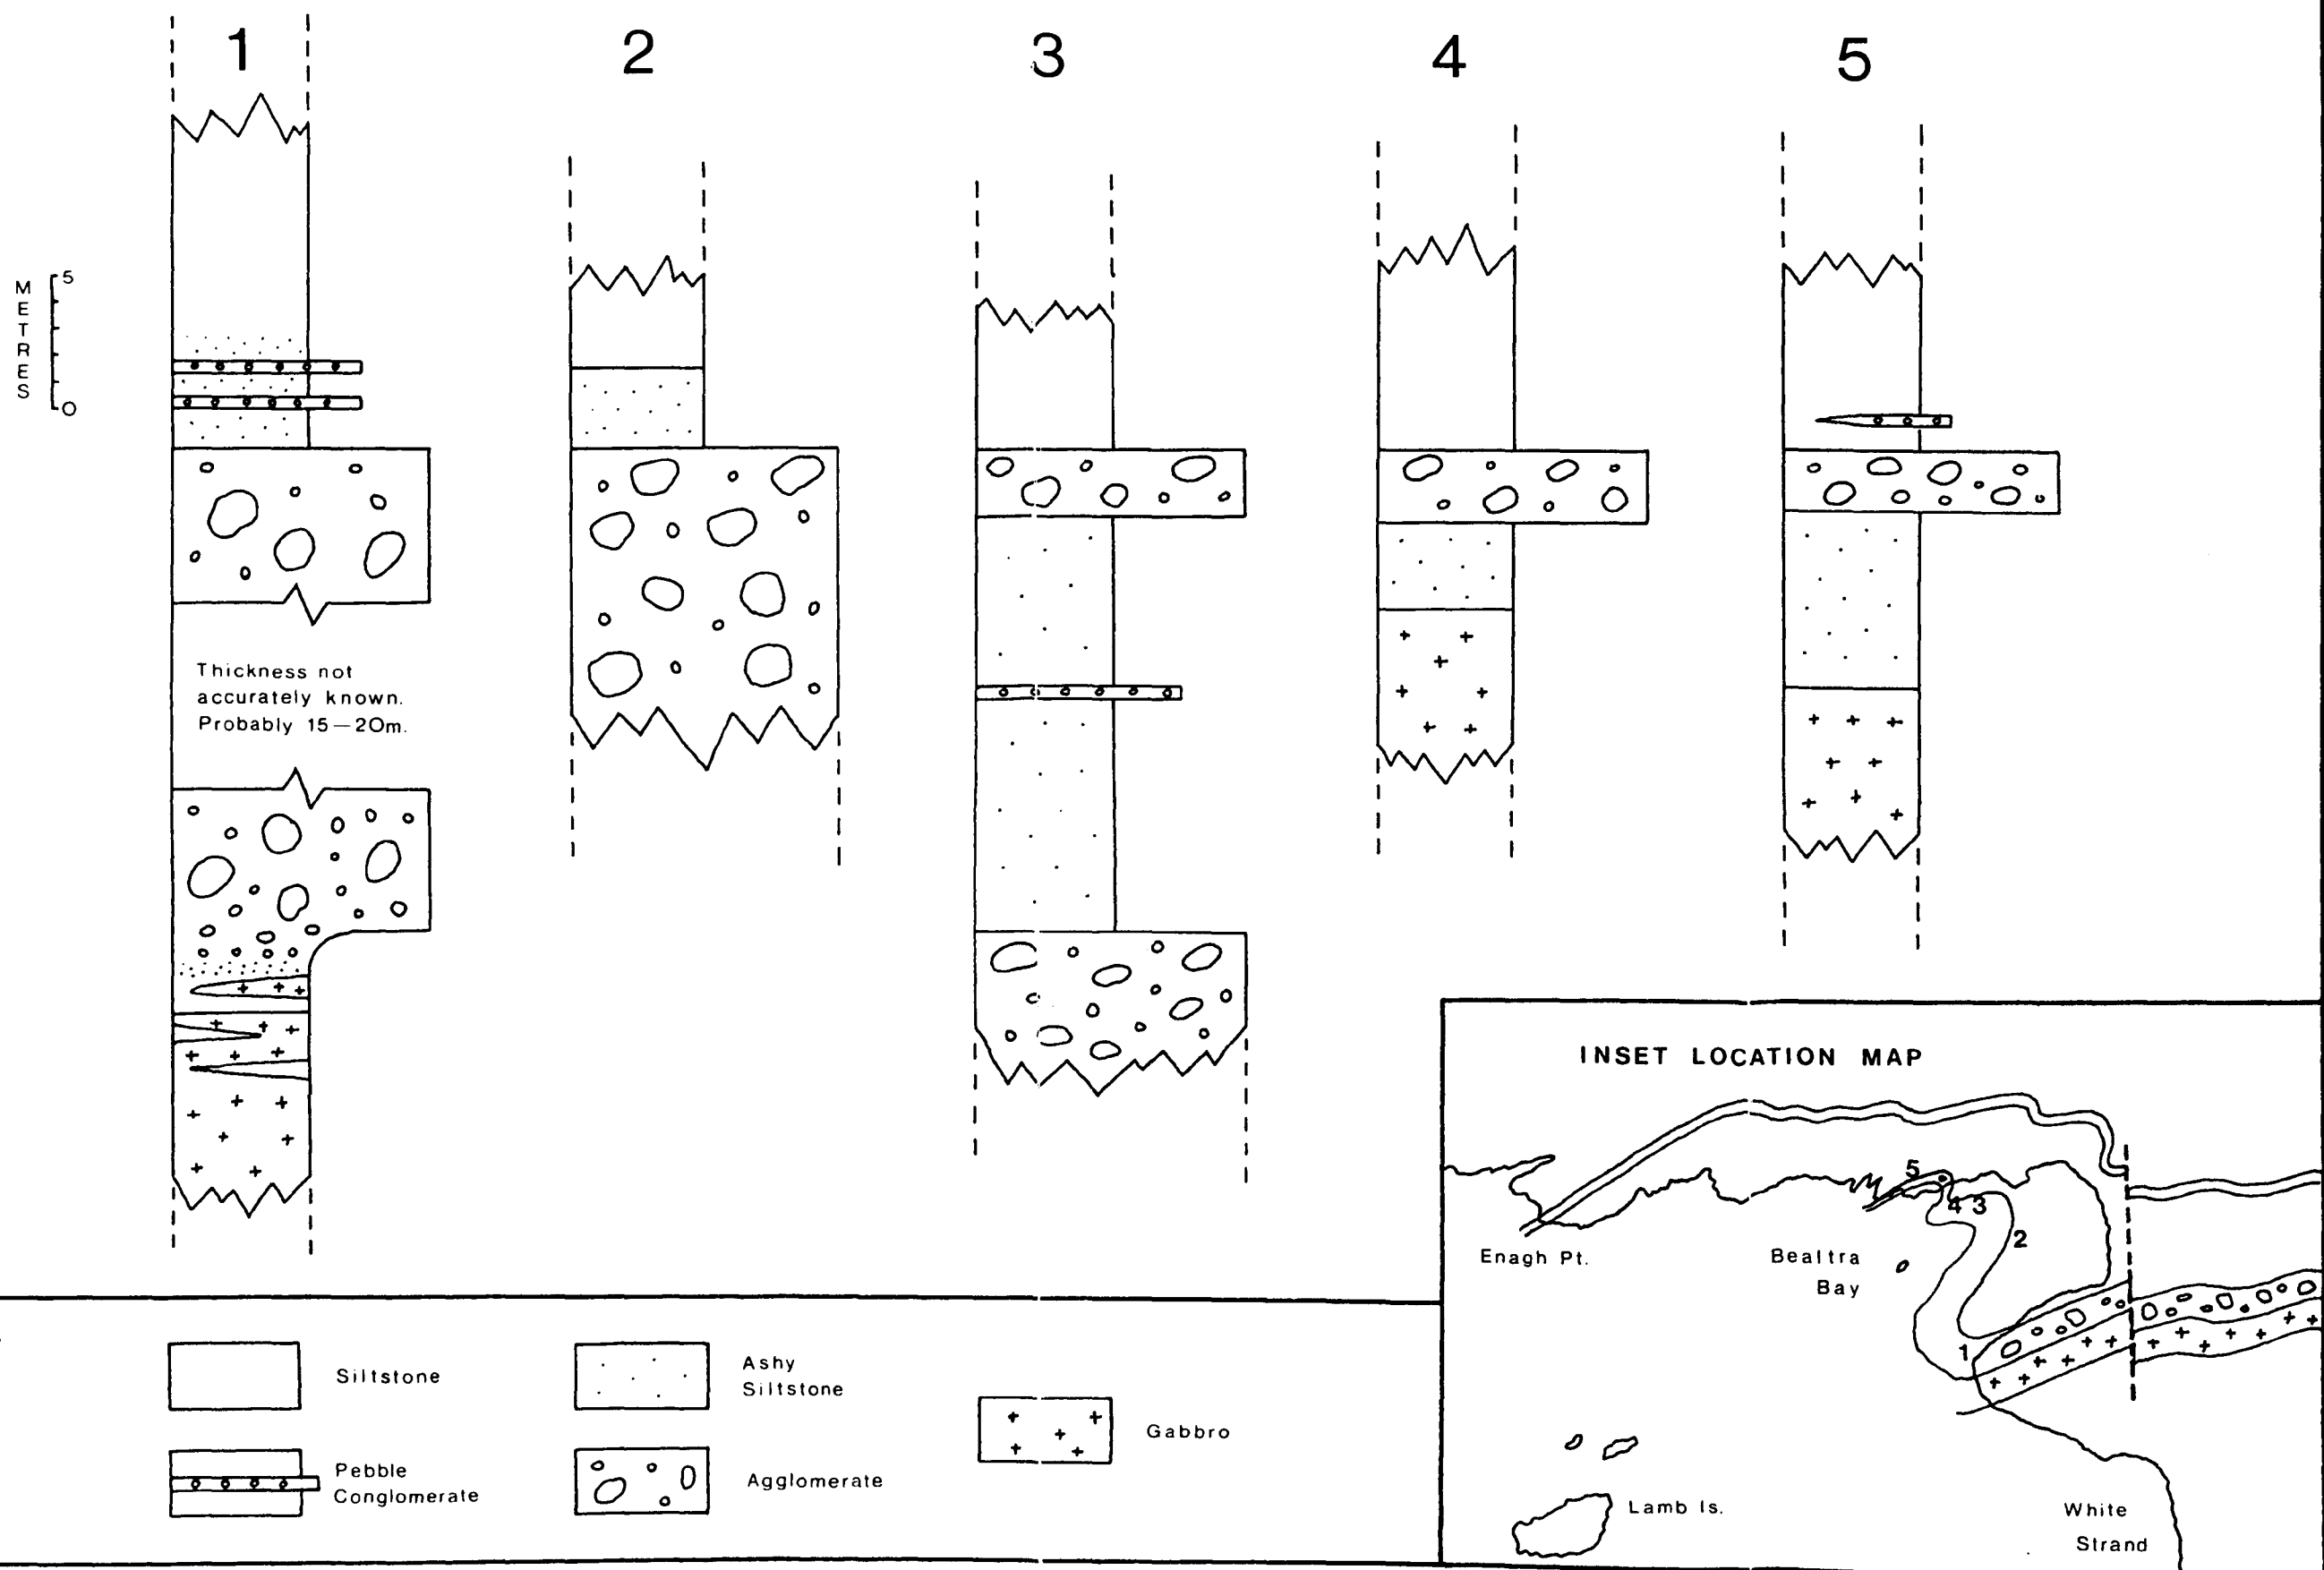 1
2
3
4
5
METRES
5
0
Thickness not
accurately known.
Probably 15—20m.
INSET LOCATION MAP
5
4 3
2
Enagh Pt.
Bealtra
Bay
1
Lamb Is.
White
Strand
Siltstone
Ashy
Siltstone
Gabbro
Pebble
Conglomerate
Agglomerate